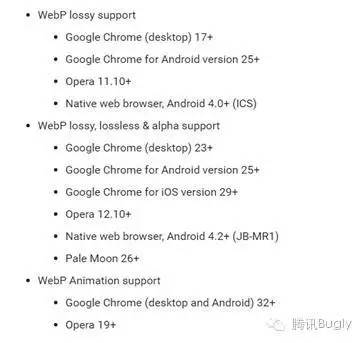 WebP lossy support
Google Chrome (desktop) 17+
Google Chrome for Android version 25+
Opera 11.10+
Native web browser, Android 4.0+ (ICS)
WebP lossy, lossless & alpha support
Google Chrome (desktop) 23+
Google Chrome for Android version 25+
Google Chrome for iOS version 29+
Opera 12.10+
Native web browser, Android 4.2+ (JB-MR1)
Pale Moon 26+
WebP Animation support
Google Chrome (desktop and Android) 32+
Opera 19+
腾讯Bugly